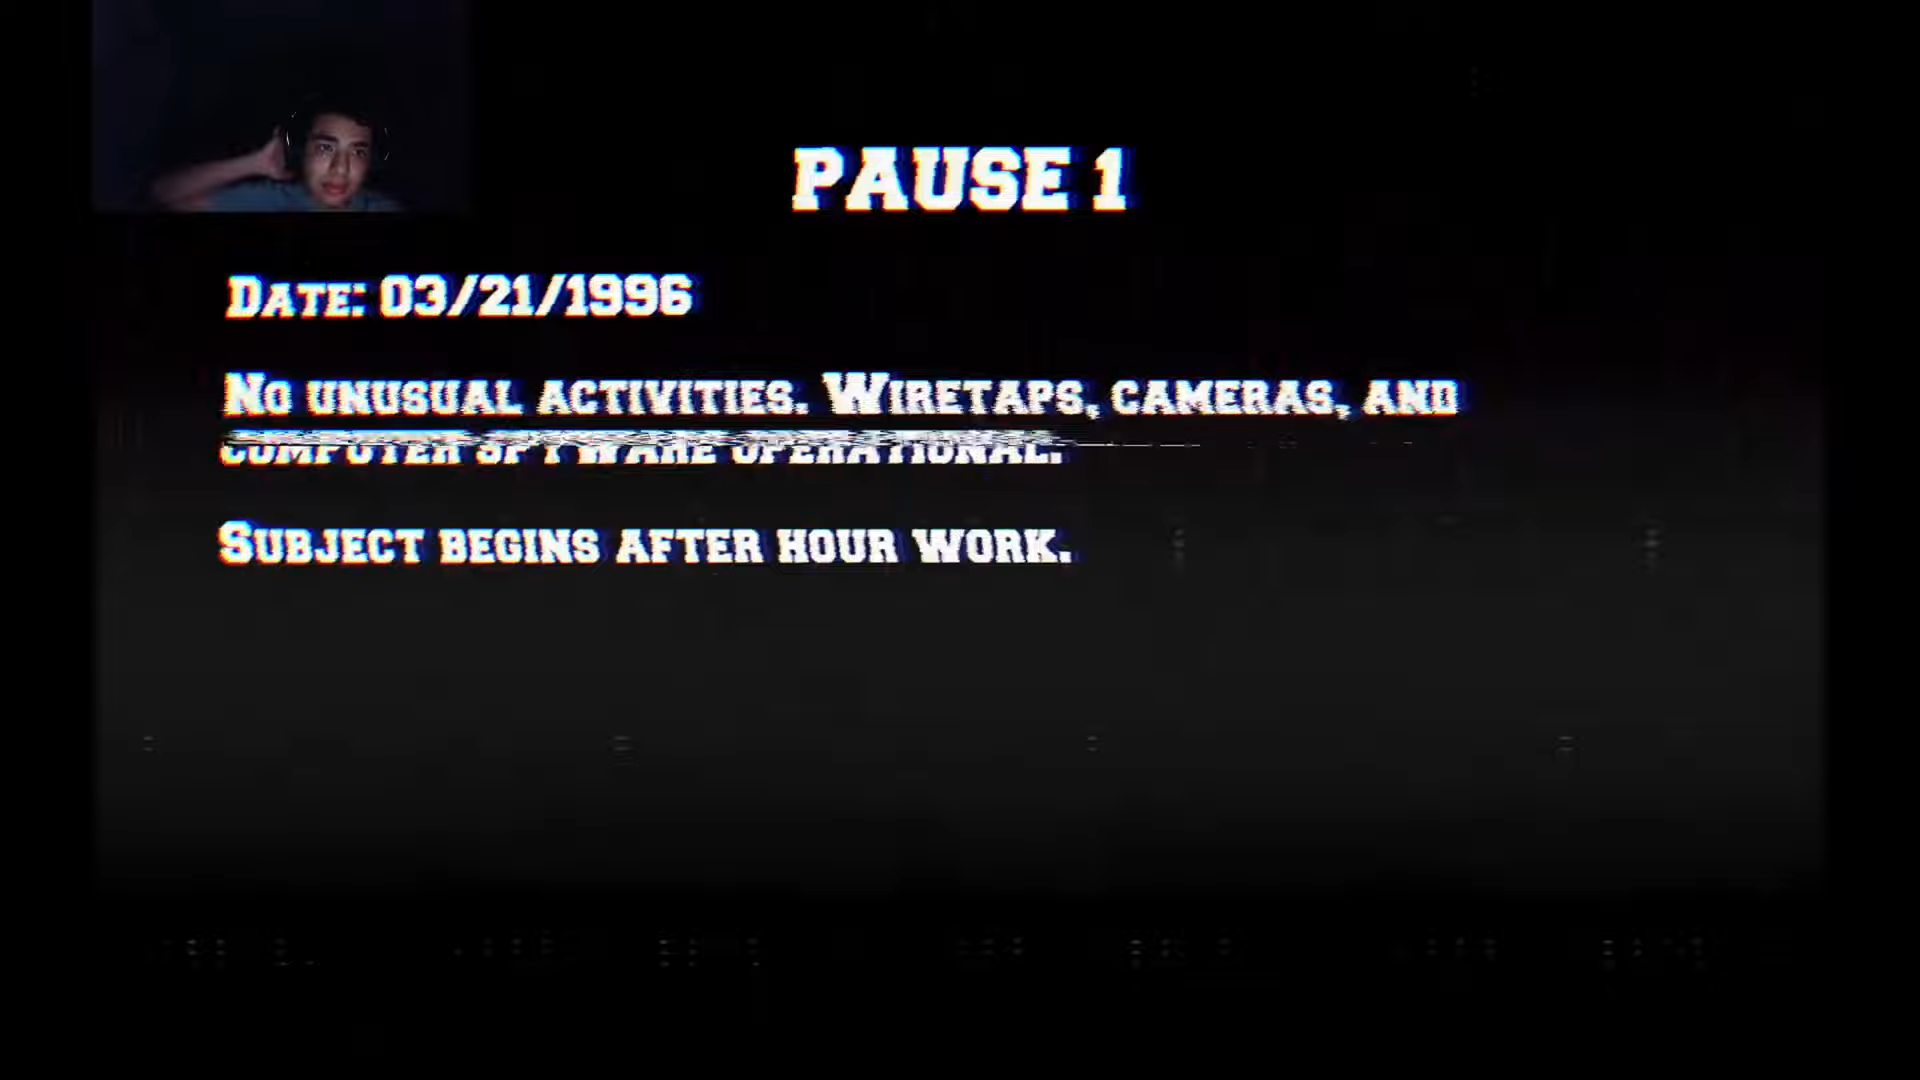 PAUSE 1
DATE: 03/21/1996
NO UNUSUAL ACTIVITIES. WIRETAPS, CAMERAS, AND
COMPUTER SPYWARE OPERATIONAL.
SUBJECT BEGINS AFTER HOUR WORK.